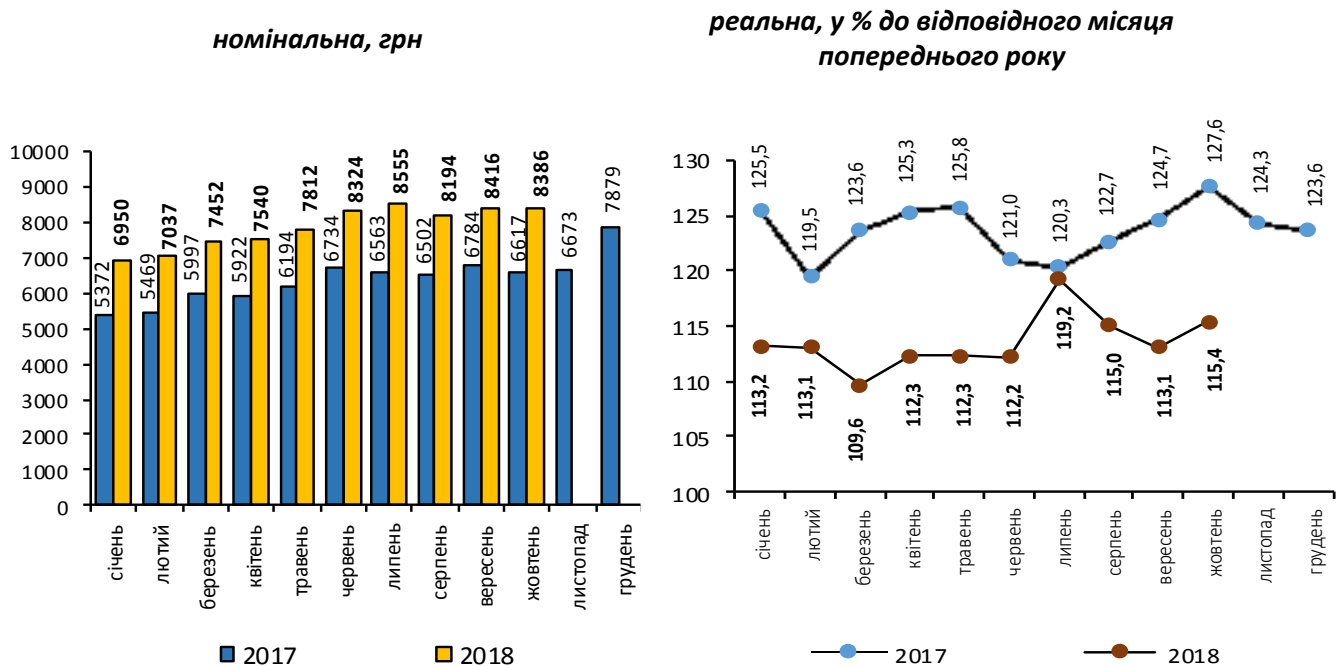 номінальна, грн
10000
9000
8000
7000
6000
5000
4000
3000
2000
1000
0
5372
6950
5469
7037
5997
7452
5922
7540
6194
7812
6734
8324
6563
8555
6502
8194
6784
8416
6617
8386
6673
7879
січень
лютий
березень
квітень
травень
червень
липень
серпень
вересень
жовтень
листопад
грудень
2017
2018
реальна, у % до відповідного місяця
попереднього року
130
125
120
115
110
105
100
125,5
119,5
123,6
125,3
125,8
121,0
120,3
122,7
124,7
127,6
124,3
123,6
113,2
113,1
109,6
112,3
112,3
112,2
119,2
115,0
113,1
115,4
січень
лютий
березень
квітень
травень
червень
липень
серпень
вересень
жовтень
листопад
грудень
2017
2018